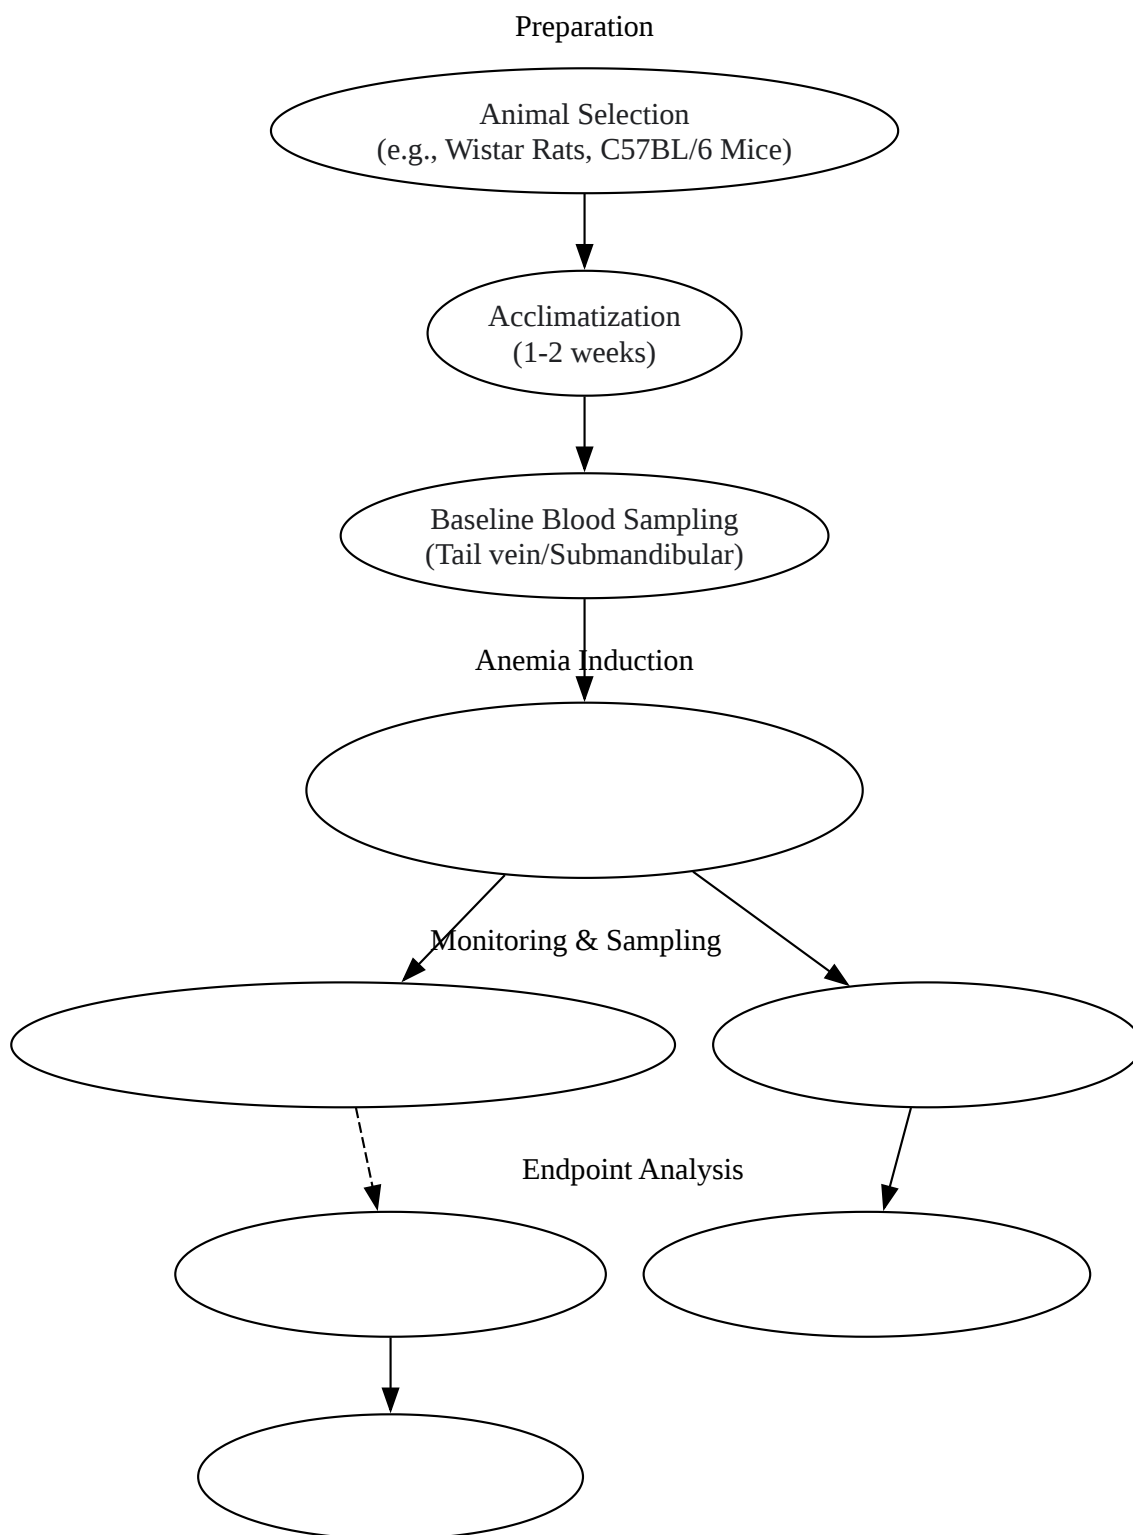 Preparation
Animal Selection
(e.g., Wistar Rats, C57BL/6 Mice)
Acclimatization
(1-2 weeks)
Baseline Blood Sampling
(Tail vein/Submandibular)
Anemia Induction
Monitoring & Sampling
Endpoint Analysis